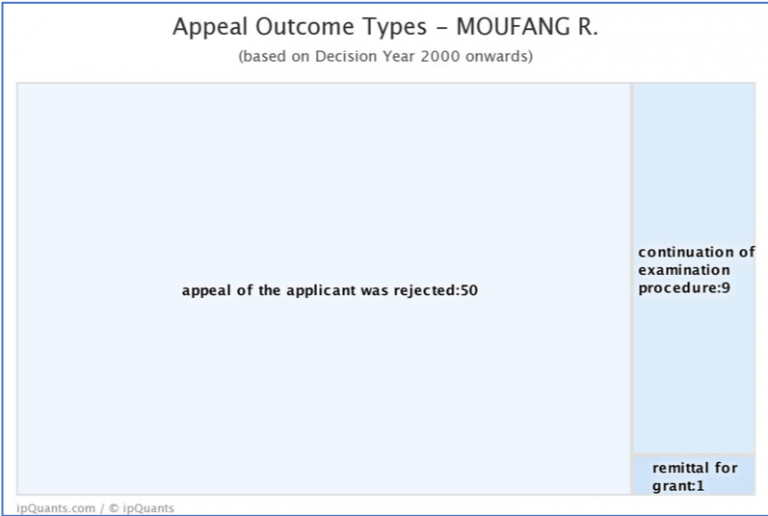 Appeal Outcome Types – MOUFANG R.
(based on Decision Year 2000 onwards)
appeal of the applicant was rejected:50
continuation of
examination
procedure:9
remittal for
grant:1
ipQuants.com / © ipQuants